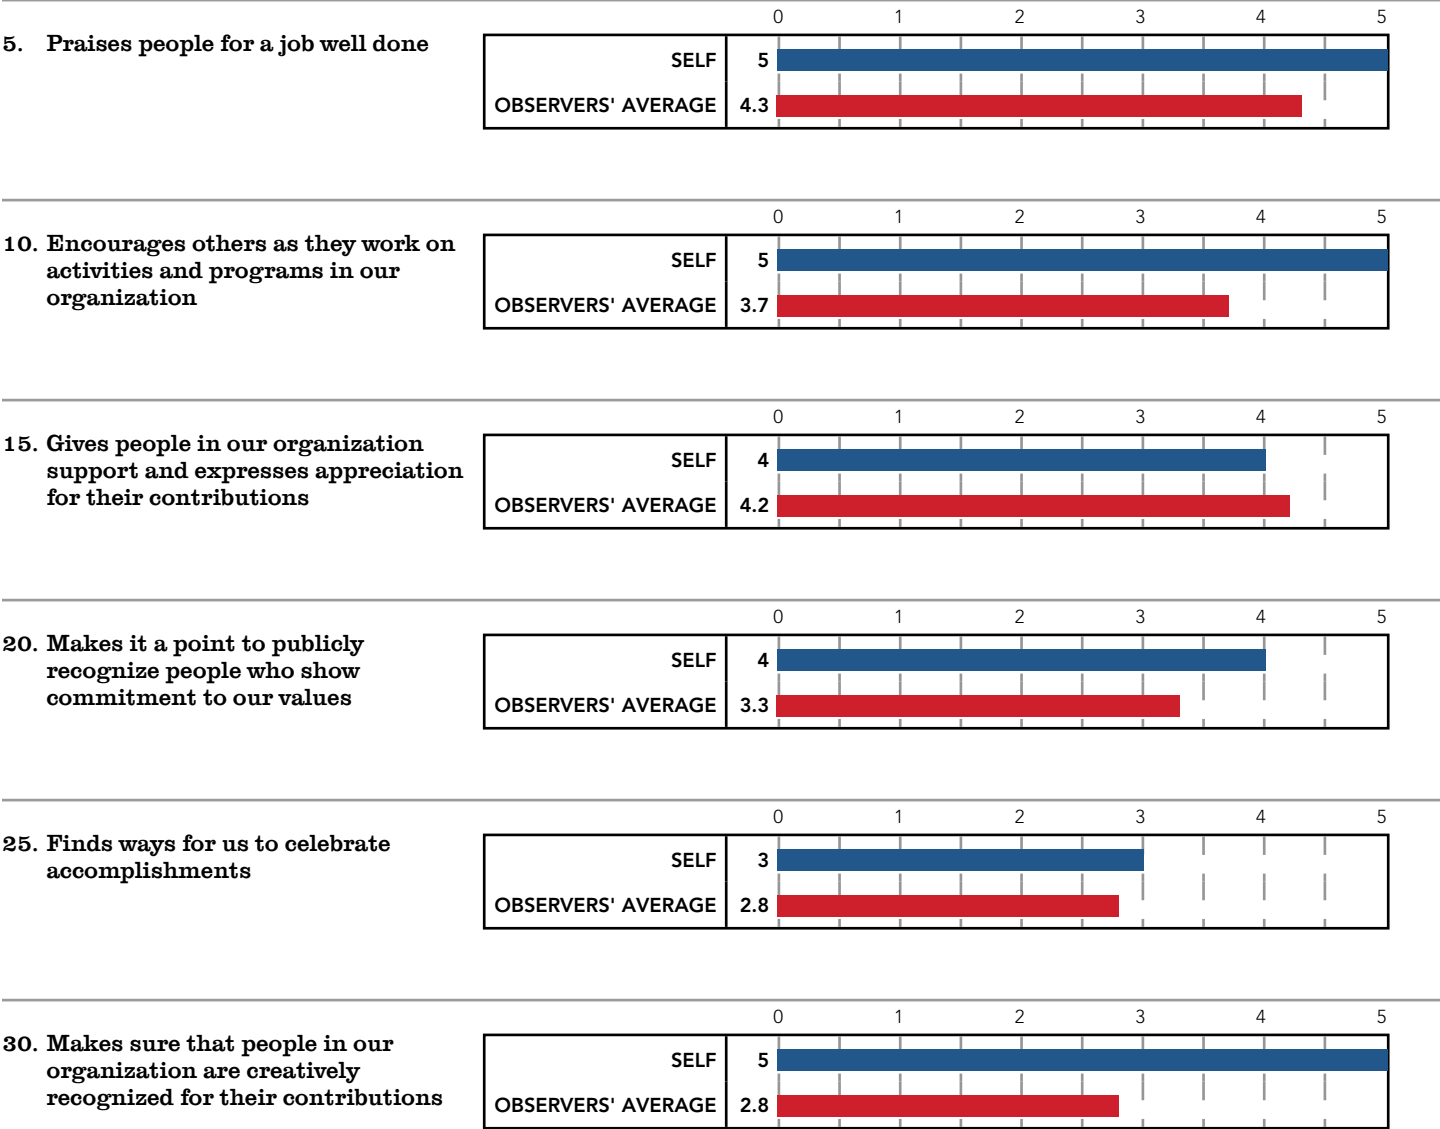 0 1 2 3 4 5
5. Praises people for a job well done
SELF 5
OBSERVERS' AVERAGE 4.3
0 1 2 3 4 5
10. Encourages others as they work on
activities and programs in our
organization
SELF 5
OBSERVERS' AVERAGE 3.7
0 1 2 3 4 5
15. Gives people in our organization
support and expresses appreciation
for their contributions
SELF 4
OBSERVERS' AVERAGE 4.2
0 1 2 3 4 5
20. Makes it a point to publicly
recognize people who show
commitment to our values
SELF 4
OBSERVERS' AVERAGE 3.3
0 1 2 3 4 5
25. Finds ways for us to celebrate
accomplishments
SELF 3
OBSERVERS' AVERAGE 2.8
0 1 2 3 4 5
30. Makes sure that people in our
organization are creatively
recognized for their contributions
SELF 5
OBSERVERS' AVERAGE 2.8